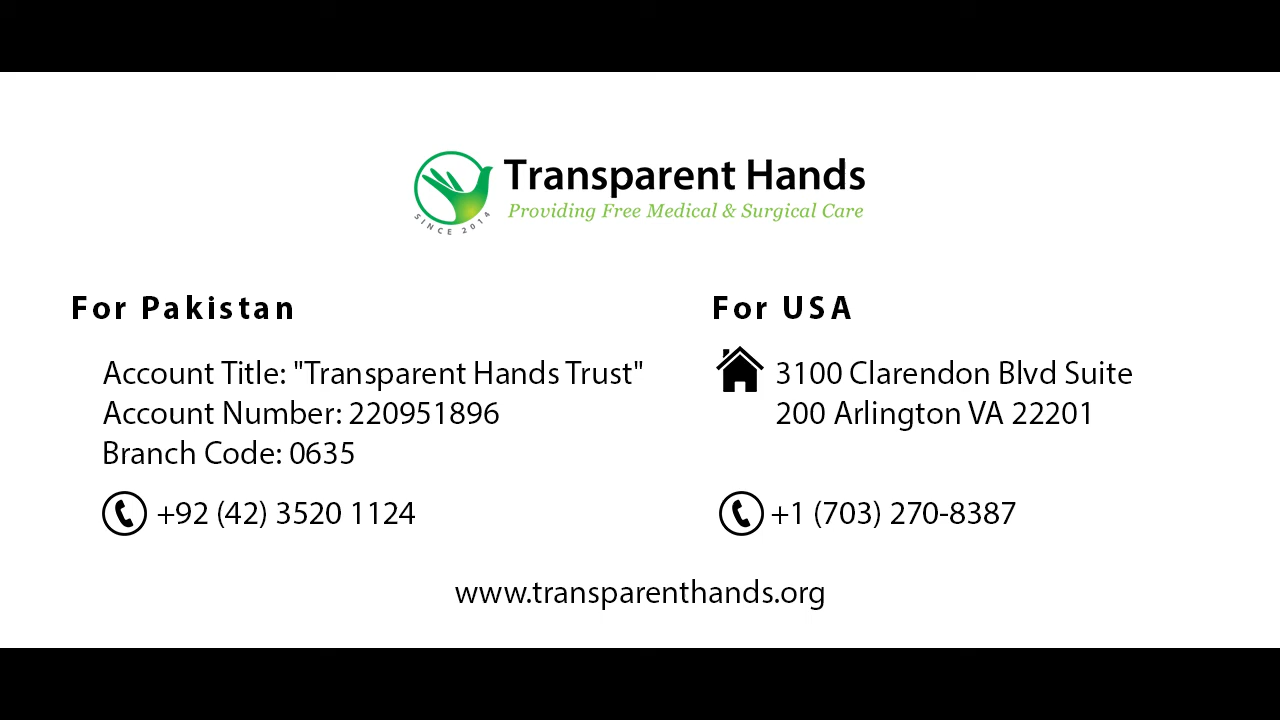 Transparent Hands
Providing Free Medical & Surgical Care
SINCE 2014
For Pakistan
Account Title: "Transparent Hands Trust"
Account Number: 220951896
Branch Code: 0635
+92 (42) 3520 1124
For USA
3100 Clarendon Blvd Suite
200 Arlington VA 22201
+1 (703) 270-8387
www.transparenthands.org